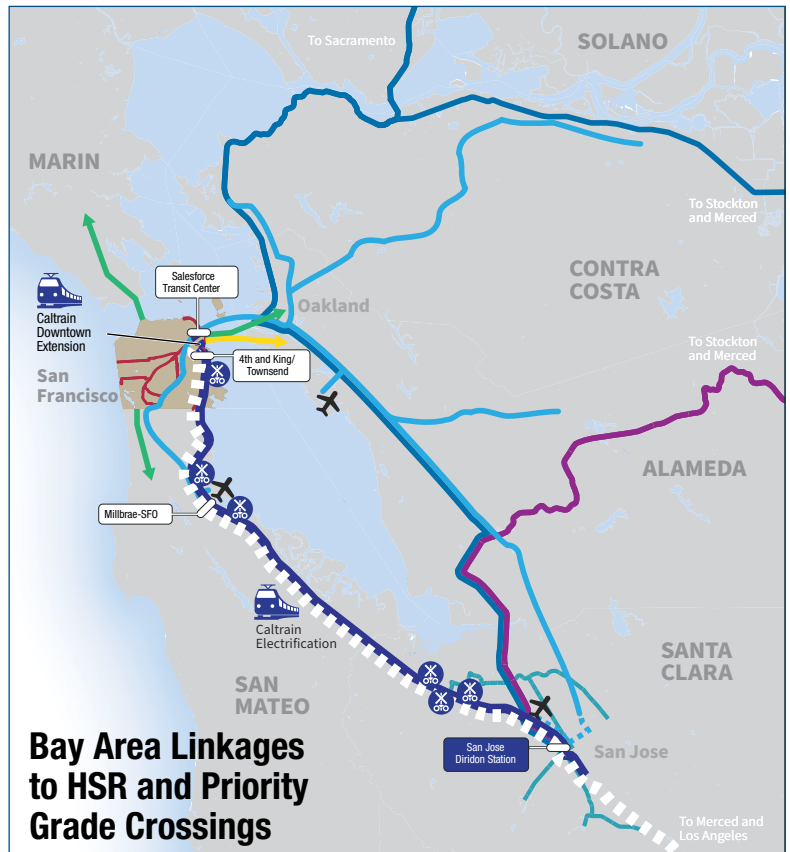 To Sacramento
SOLANO
MARIN
To Stockton
and Merced
Salesforce
Transit Center
CONTRA
COSTA
Caltrain
Downtown
Extension
Oakland
4th and King/
Townsend
To Stockton
and Merced
San
Francisco
ALAMEDA
Millbrae-SFO
Caltrain
Electrification
SANTA
CLARA
SAN
MATEO
Bay Area Linkages
to HSR and Priority
Grade Crossings
San Jose
Diridon Station
San Jose
To Merced and
Los Angeles